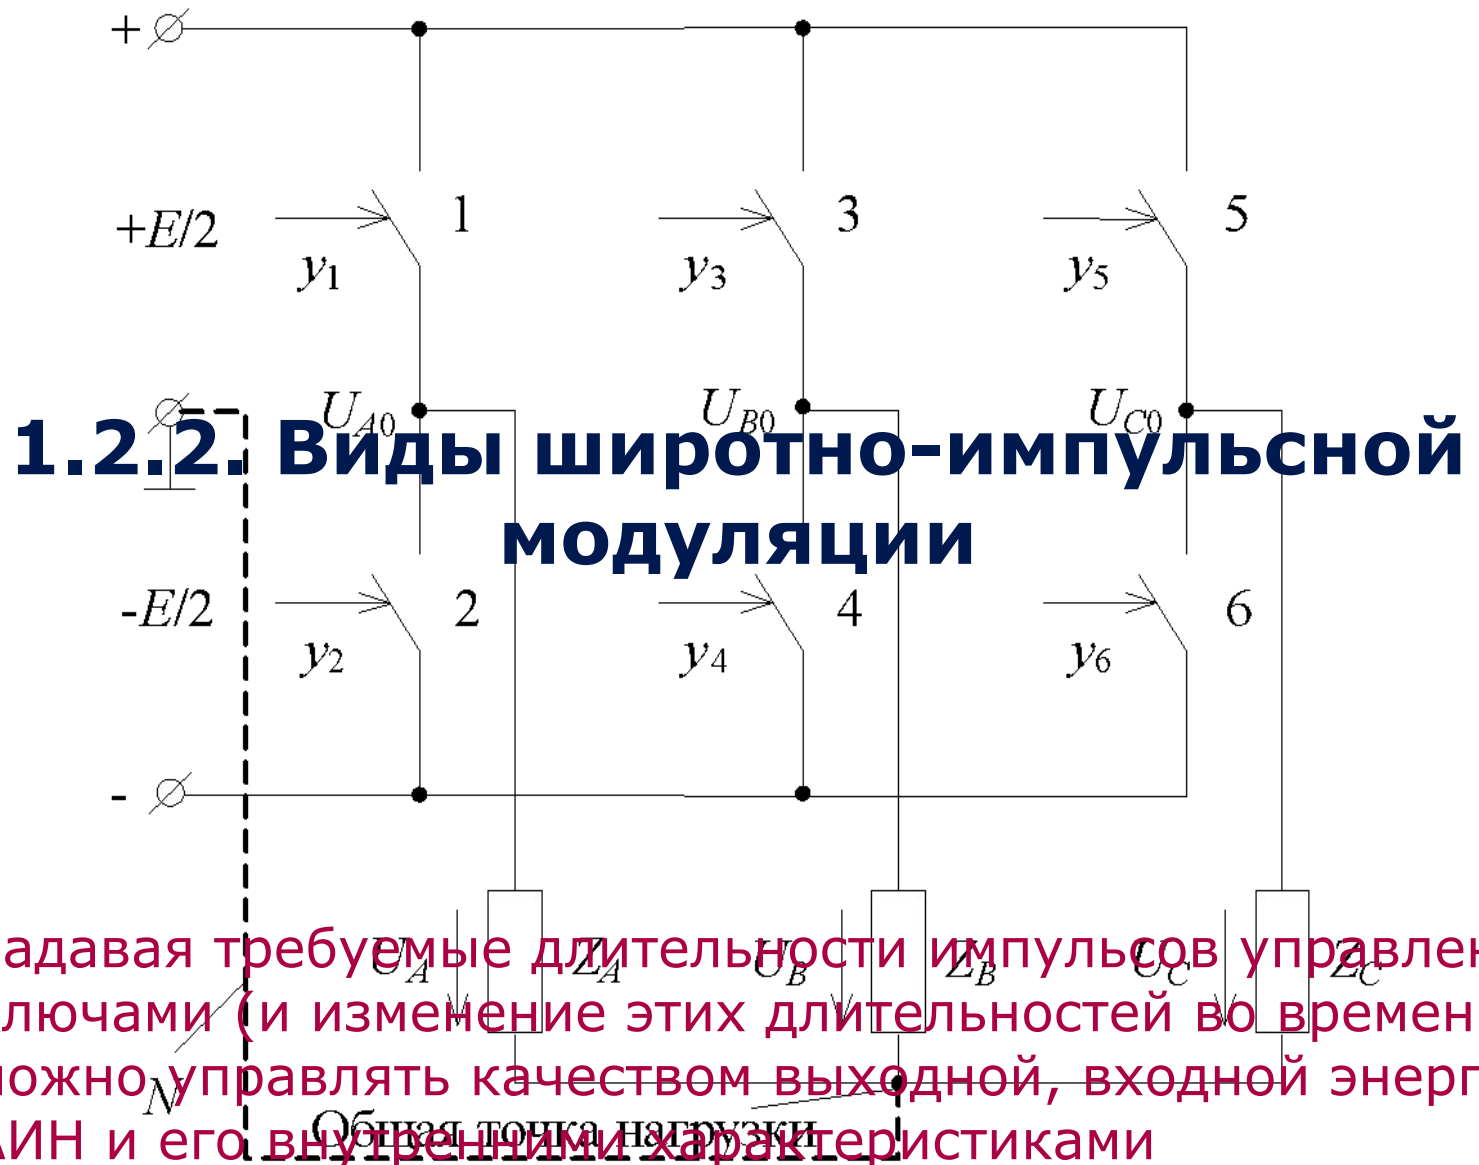 +
+E/2
1
3
5
y1
y3
y5
UA0
UB0
UC0
1.2.2. Виды широтно-импульсной
модуляции
-E/2
2
4
6
y2
y4
y6
-
адавая требуемые длительности импульсов управлен
UA
ZA
UB
ZB
UC
ZC
лючами (и изменение этих длительностей во времен
можно управлять качеством выходной, входной энерг
N
Общая точка нагрузки
АИН и его внутренними характеристиками